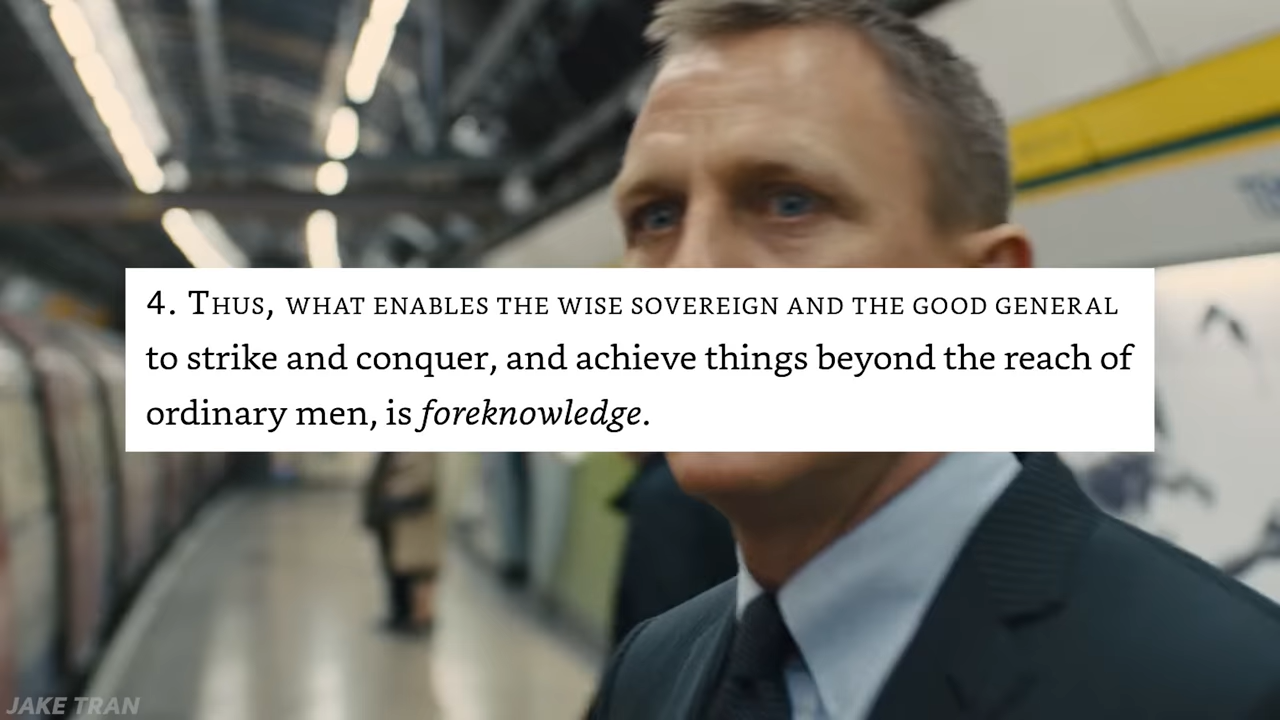 4. THUS, WHAT ENABLES THE WISE SOVEREIGN AND THE GOOD GENERAL
to strike and conquer, and achieve things beyond the reach of
ordinary men, is foreknowledge.
JAKE TRAN